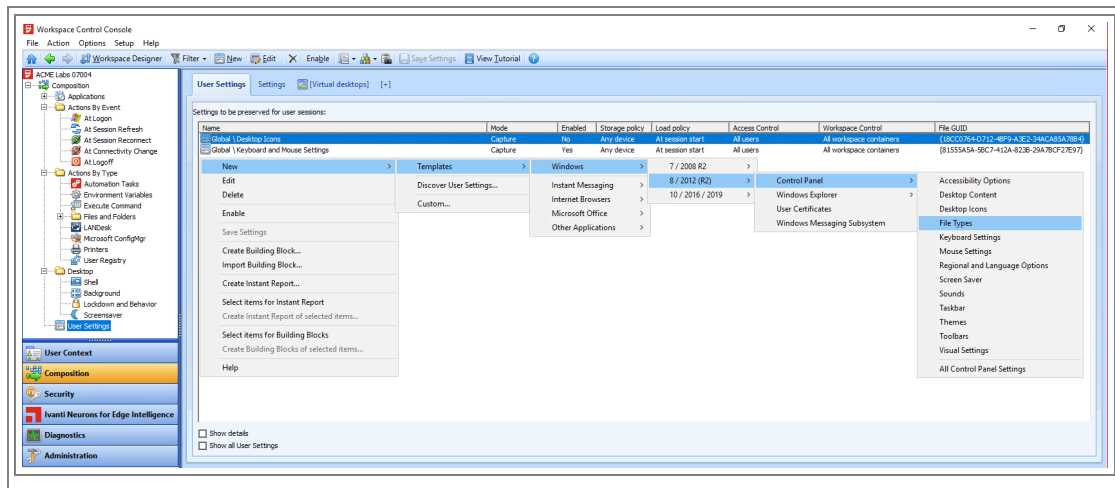 Workspace Control Console
File Action Options Setup Help
Workspace Designer Filter New Edit Enable Save Settings View Tutorial
ACME Labs 07004
Composition
Applications
Actions By Event
At Logon
At Session Refresh
At Session Reconnect
At Connectivity Change
At Logoff
Actions By Type
Automation Tasks
Environment Variables
Execute Command
Files and Folders
LANDesk
Microsoft ConfigMgr
Printers
User Registry
Desktop
Shell
Background
Lockdown and Behavior
Screensaver
User Settings
User Context
Composition
Security
Ivanti Neurons for Edge Intelligence
Diagnostics
Administration
User Settings Settings [Virtual desktops] [+]
Settings to be preserved for user sessions:
Name Mode Enabled Storage policy Load policy Access Control Workspace Control File GUID
Global \ Desktop Icons Capture No Any device At session start All users All workspace containers {18CC0764-D712-4BF9-A3E2-34ACA85A78B4}
Global \ Keyboard and Mouse Settings Capture Yes Any device At session start All users All workspace containers {81555A5A-5BC7-412A-823B-29A7BCF27E97}
New
Edit
Delete
Enable
Save Settings
Create Building Block...
Import Building Block...
Create Instant Report...
Select items for Instant Report
Create Instant Report of selected items...
Select items for Building Blocks
Create Building Blocks of selected items...
Help
Templates
Discover User Settings...
Custom...
Windows
Instant Messaging
Internet Browsers
Microsoft Office
Other Applications
7 / 2008 R2
8 / 2012 (R2)
10 / 2016 / 2019
Control Panel
Windows Explorer
User Certificates
Windows Messaging Subsystem
Accessibility Options
Desktop Content
Desktop Icons
File Types
Keyboard Settings
Mouse Settings
Regional and Language Options
Screen Saver
Sounds
Taskbar
Themes
Toolbars
Visual Settings
All Control Panel Settings
Show details
Show all User Settings